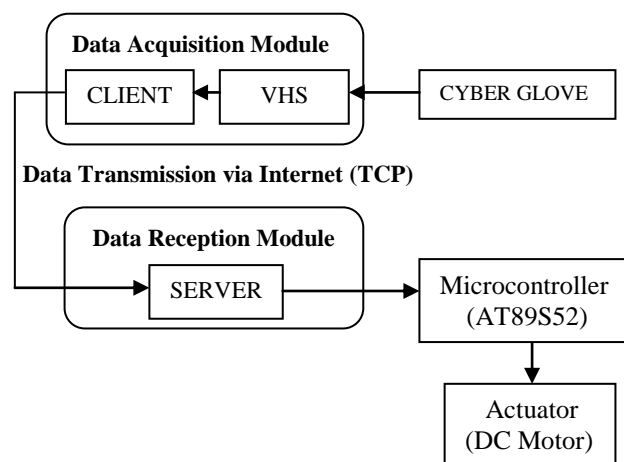 Data Acquisition Module
CLIENT
VHS
CYBER GLOVE
Data Transmission via Internet (TCP)
Data Reception Module
SERVER
Microcontroller
(AT89S52)
Actuator
(DC Motor)